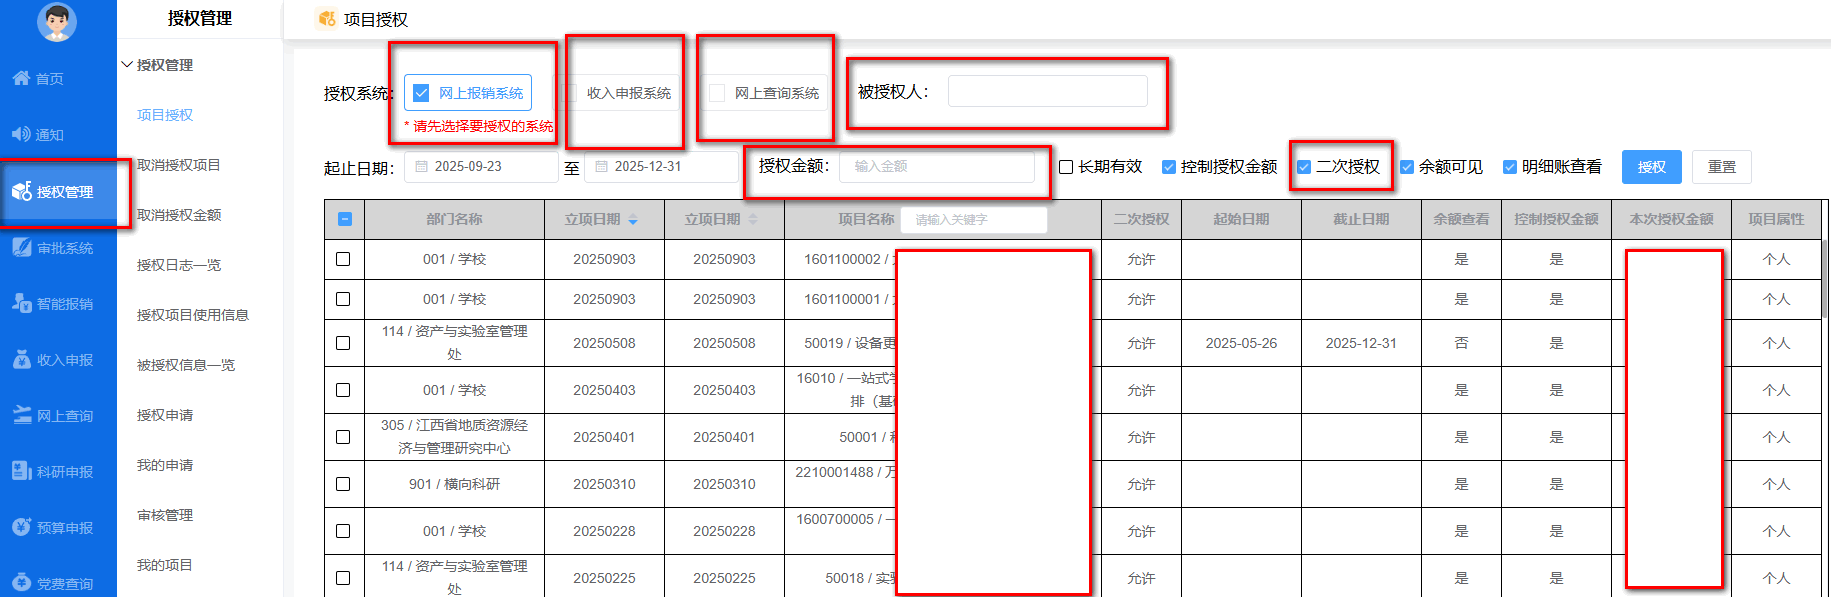 首页
通知
授权管理
审批系统
智能报销
收入申报
网上查询
科研申报
预算申报
党费查询
授权管理
授权管理
项目授权
取消授权项目
取消授权金额
授权日志一览
授权项目使用信息
被授权信息一览
授权申请
我的申请
审核管理
我的项目
项目授权
授权系统: 网上报销系统 收入申报系统 网上查询系统 被授权人：
* 请先选择要授权的系统
起止日期： 2025-09-23 至 2025-12-31 授权金额： 输入金额 长期有效 控制授权金额 二次授权 余额可见 明细账查看 授权 重置
部门名称 立项日期 立项日期 项目名称 请输入关键字 二次授权 起始日期 截止日期 余额查看 控制授权金额 本次授权金额 项目属性
001 / 学校 20250903 20250903 1601100002 / 允许 是 是 个人
001 / 学校 20250903 20250903 1601100001 / 允许 是 是 个人
114 / 资产与实验室管理处 20250508 20250508 50019 / 设备更 允许 2025-05-26 2025-12-31 否 是 个人
001 / 学校 20250403 20250403 16010 / 一站式 排（基 允许 是 是 个人
305 / 江西省地质资源经济与管理研究中心 20250401 20250401 50001 / 允许 是 是 个人
901 / 横向科研 20250310 20250310 2210001488 / 万 允许 是 是 个人
001 / 学校 20250228 20250228 1600700005 / 允许 是 是 个人
114 / 资产与实验室管理处 20250225 20250225 50018 / 实 允许 是 是 个人